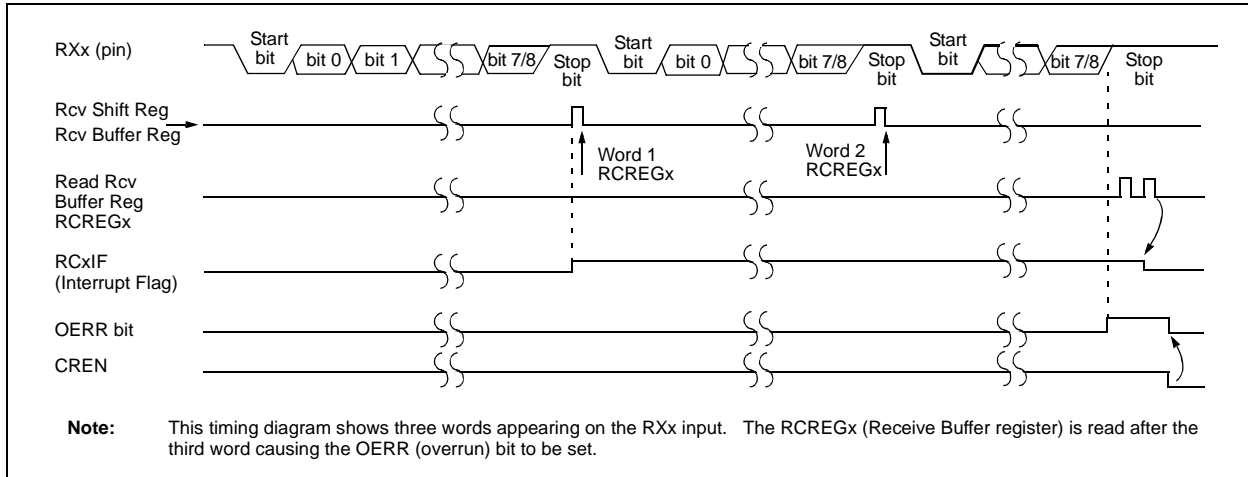 RXx (pin)
Start bit
bit 0
bit 1
bit 7/8
Stop bit
Start bit
bit 0
bit 7/8
Stop bit
Start bit
bit 7/8
Stop bit
Rcv Shift Reg
Rcv Buffer Reg
Word 1
RCREGx
Word 2
RCREGx
Read Rcv
Buffer Reg
RCREGx
RCxIF
(Interrupt Flag)
OERR bit
CREN
Note: This timing diagram shows three words appearing on the RXx input. The RCREGx (Receive Buffer register) is read after the
third word causing the OERR (overrun) bit to be set.